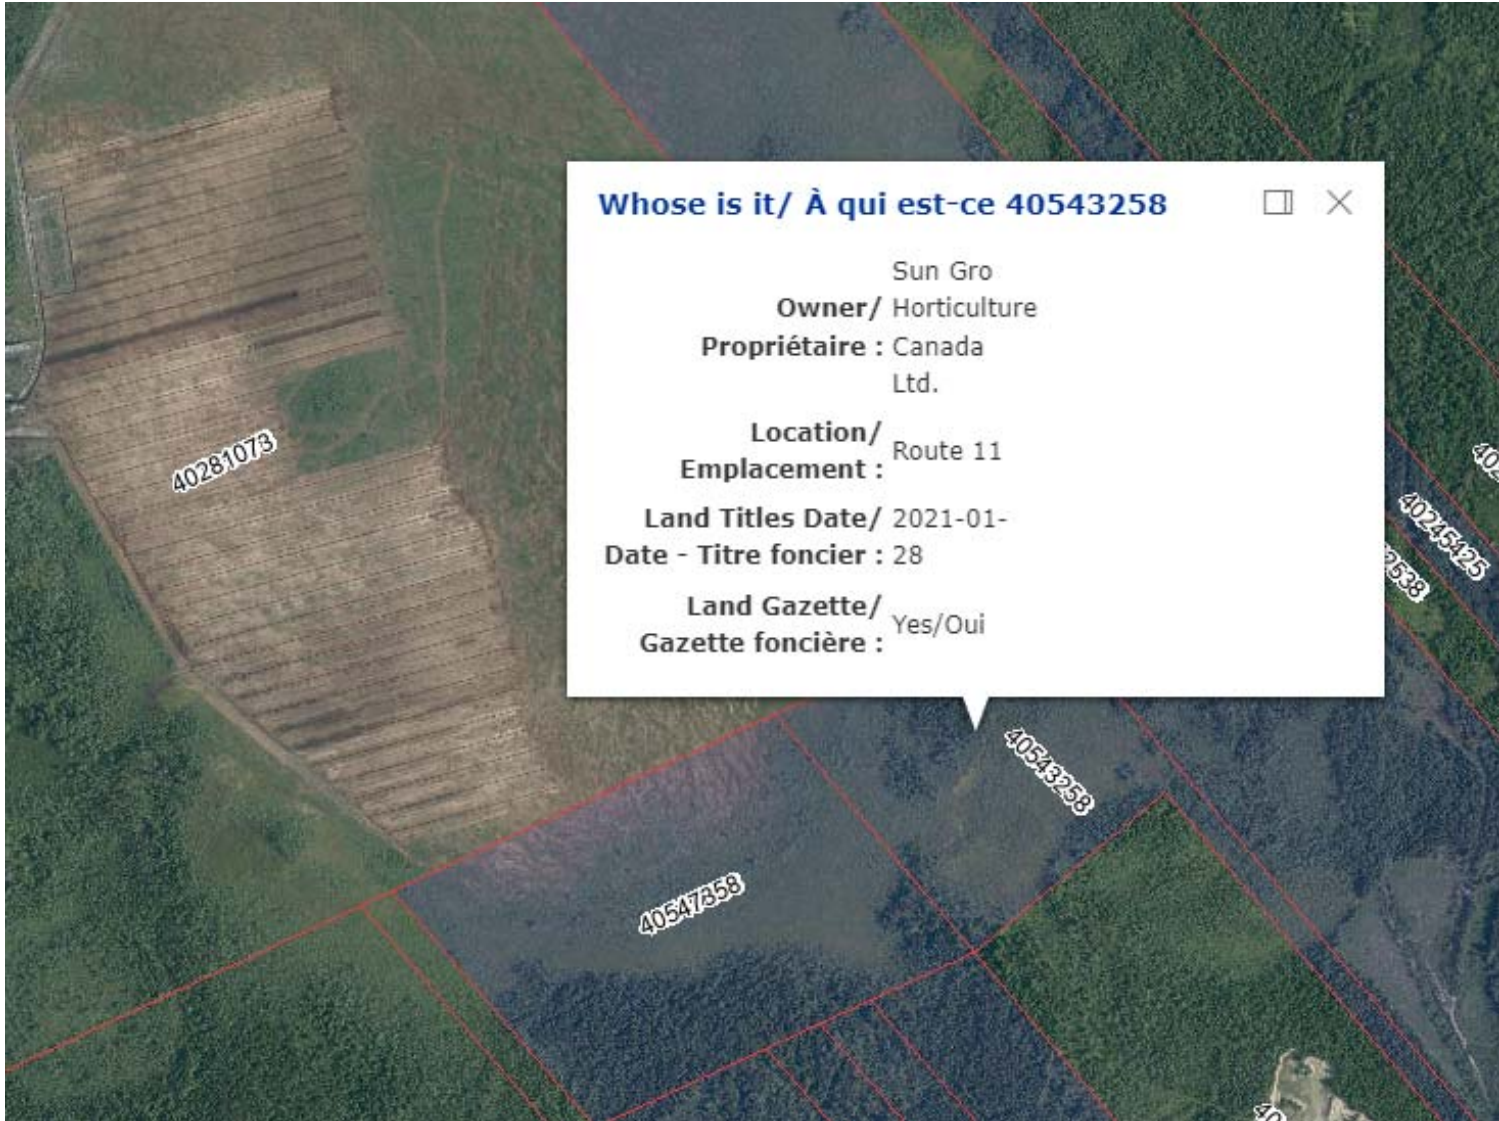 Whose is it/ À qui est-ce 40543258
Sun Gro
Owner/ Horticulture
Propriétaire : Canada
Ltd.
Location/
Emplacement : Route 11
Land Titles Date/ 2021-01-
Date - Titre foncier : 28
Land Gazette/
Gazette foncière : Yes/Oui
40281073
40245425
2538
40543258
40547358